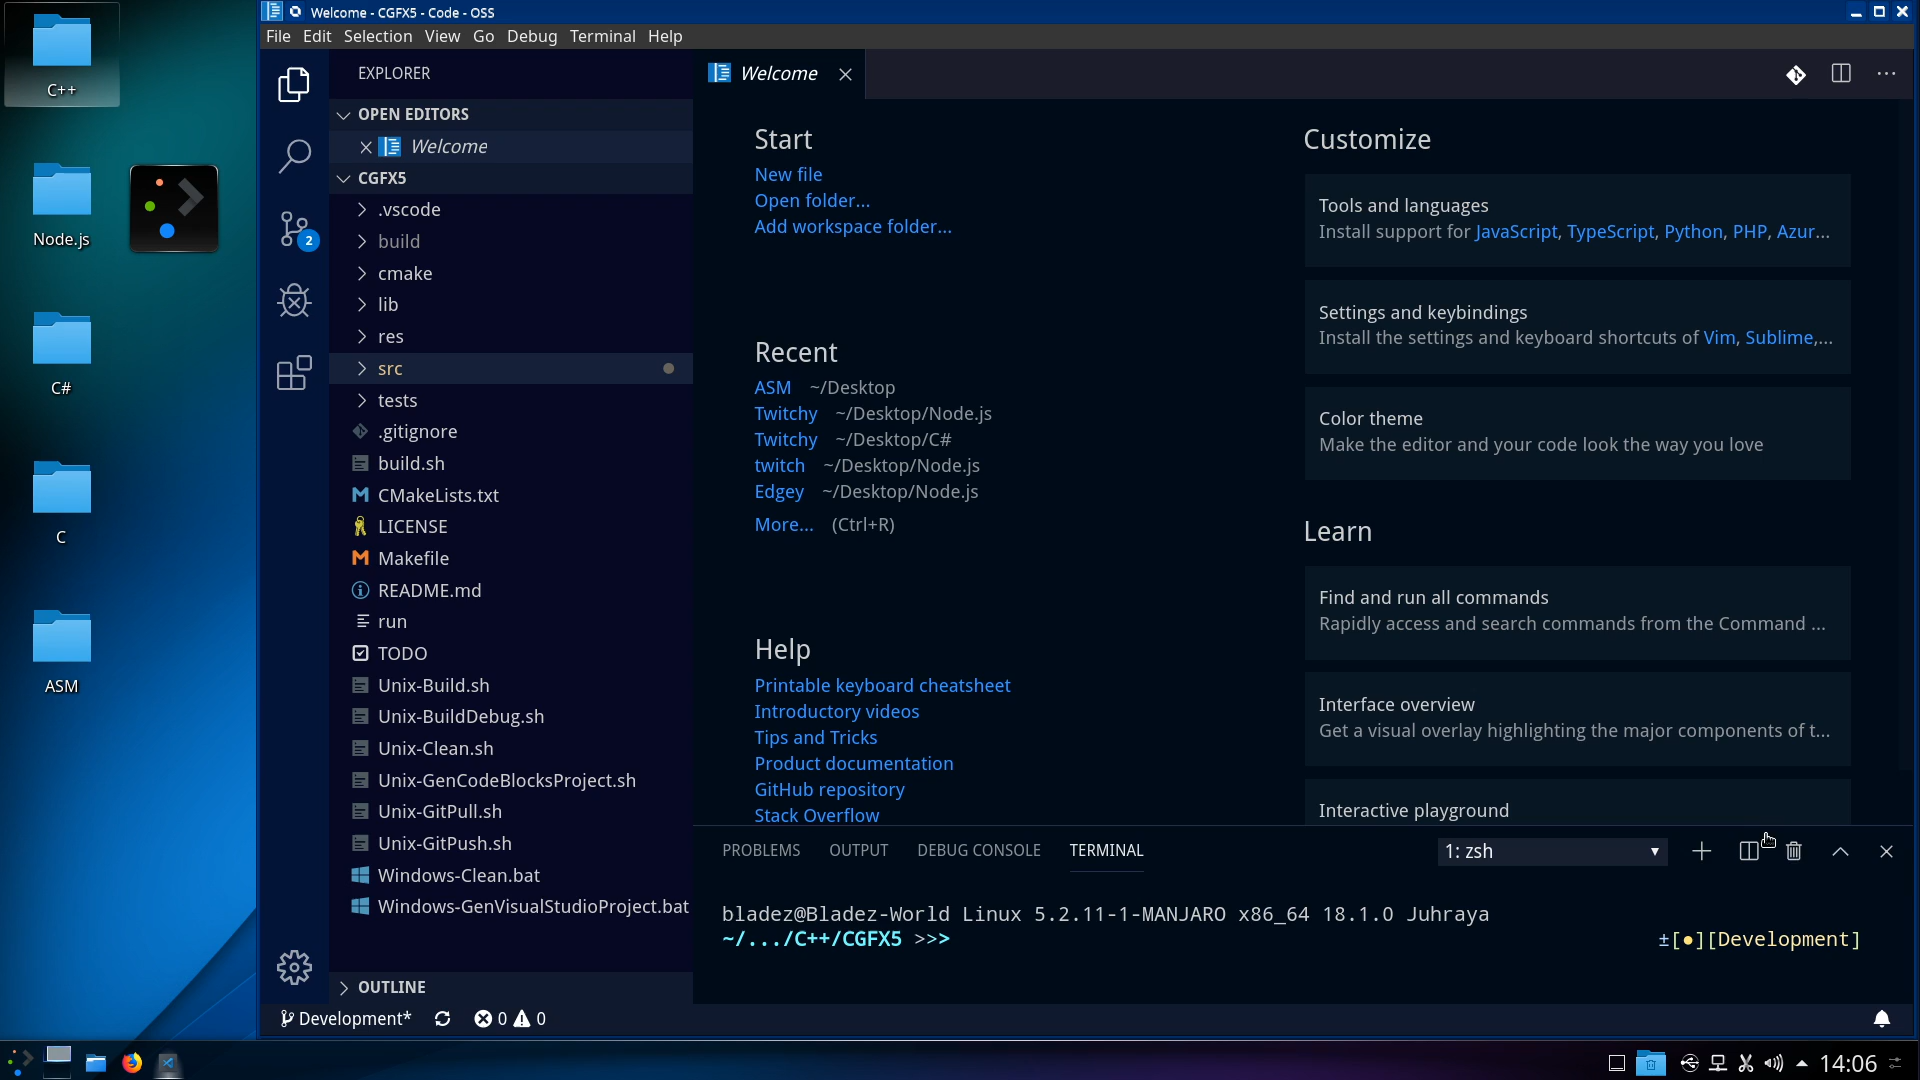 C++
Node.js
C#
C
ASM
Welcome - CGFX5 - Code - OSS
File Edit Selection View Go Debug Terminal Help
EXPLORER
OPEN EDITORS
Welcome
CGFX5
.vscode
build
cmake
lib
res
src
tests
.gitignore
build.sh
CMakeLists.txt
LICENSE
Makefile
README.md
run
TODO
Unix-Build.sh
Unix-BuildDebug.sh
Unix-Clean.sh
Unix-GenCodeBlocksProject.sh
Unix-GitPull.sh
Unix-GitPush.sh
Windows-Clean.bat
Windows-GenVisualStudioProject.bat
OUTLINE
2
Welcome
Start
New file
Open folder...
Add workspace folder...
Recent
ASM ~/Desktop
Twitchy ~/Desktop/Node.js
Twitchy ~/Desktop/C#
twitch ~/Desktop/Node.js
Edgey ~/Desktop/Node.js
More... (Ctrl+R)
Help
Printable keyboard cheatsheet
Introductory videos
Tips and Tricks
Product documentation
GitHub repository
Stack Overflow
Customize
Tools and languages
Install support for JavaScript, TypeScript, Python, PHP, Azur...
Settings and keybindings
Install the settings and keyboard shortcuts of Vim, Sublime,...
Color theme
Make the editor and your code look the way you love
Learn
Find and run all commands
Rapidly access and search commands from the Command ...
Interface overview
Get a visual overlay highlighting the major components of t...
Interactive playground
PROBLEMS OUTPUT DEBUG CONSOLE TERMINAL 1: zsh
bladez@Bladez-World Linux 5.2.11-1-MANJARO x86_64 18.1.0 Juhraya
~/.../C++/CGFX5 >>> ±[●][Development]
Development* 0 0
14:06